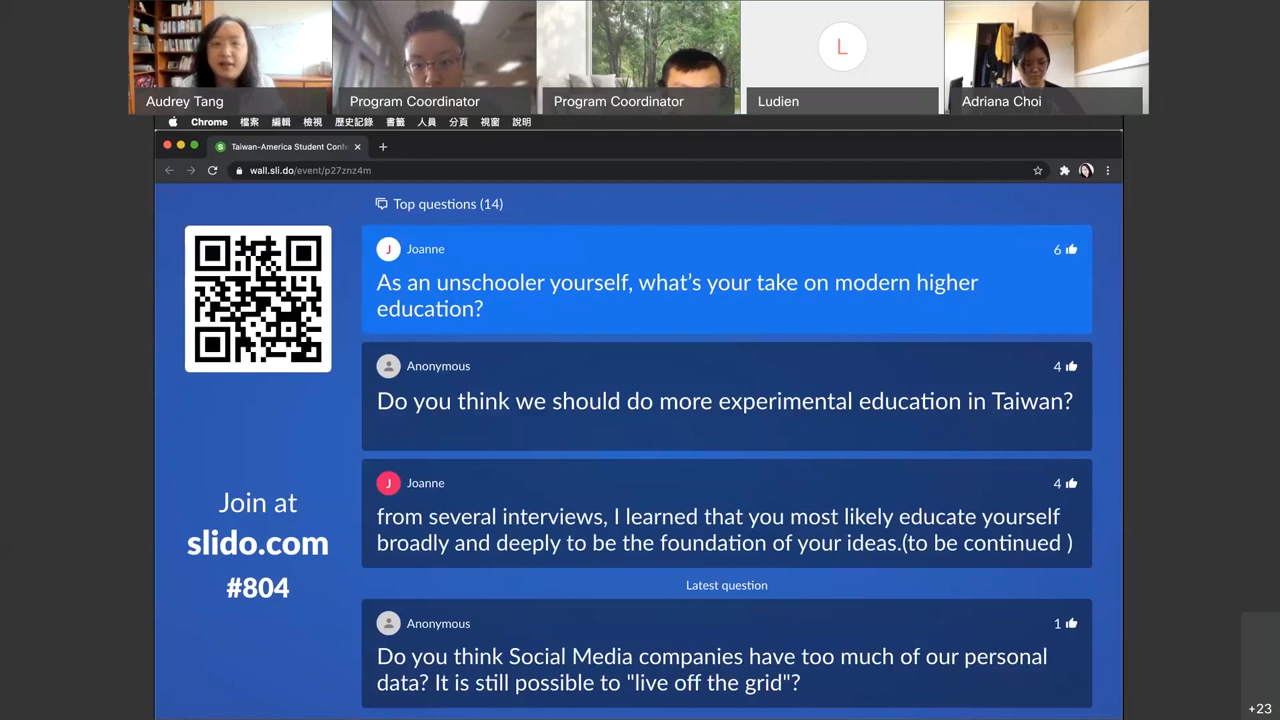 Audrey Tang
Program Coordinator
Program Coordinator
L
Ludien
Adriana Choi
Chrome 檔案 編輯 檢視 歷史記錄 書籤 人員 分頁 視窗 說明
S
Taiwan-America Student Conf
wall.sli.do/event/p27znz4m
Top questions (14)
J
Joanne
6
As an unschooler yourself, what's your take on modern higher
education?
Anonymous
4
Do you think we should do more experimental education in Taiwan?
J
Joanne
4
from several interviews, I learned that you most likely educate yourself
broadly and deeply to be the foundation of your ideas.(to be continued )
Join at
slido.com
#804
Latest question
Anonymous
1
Do you think Social Media companies have too much of our personal
data? It is still possible to "live off the grid"?
+23